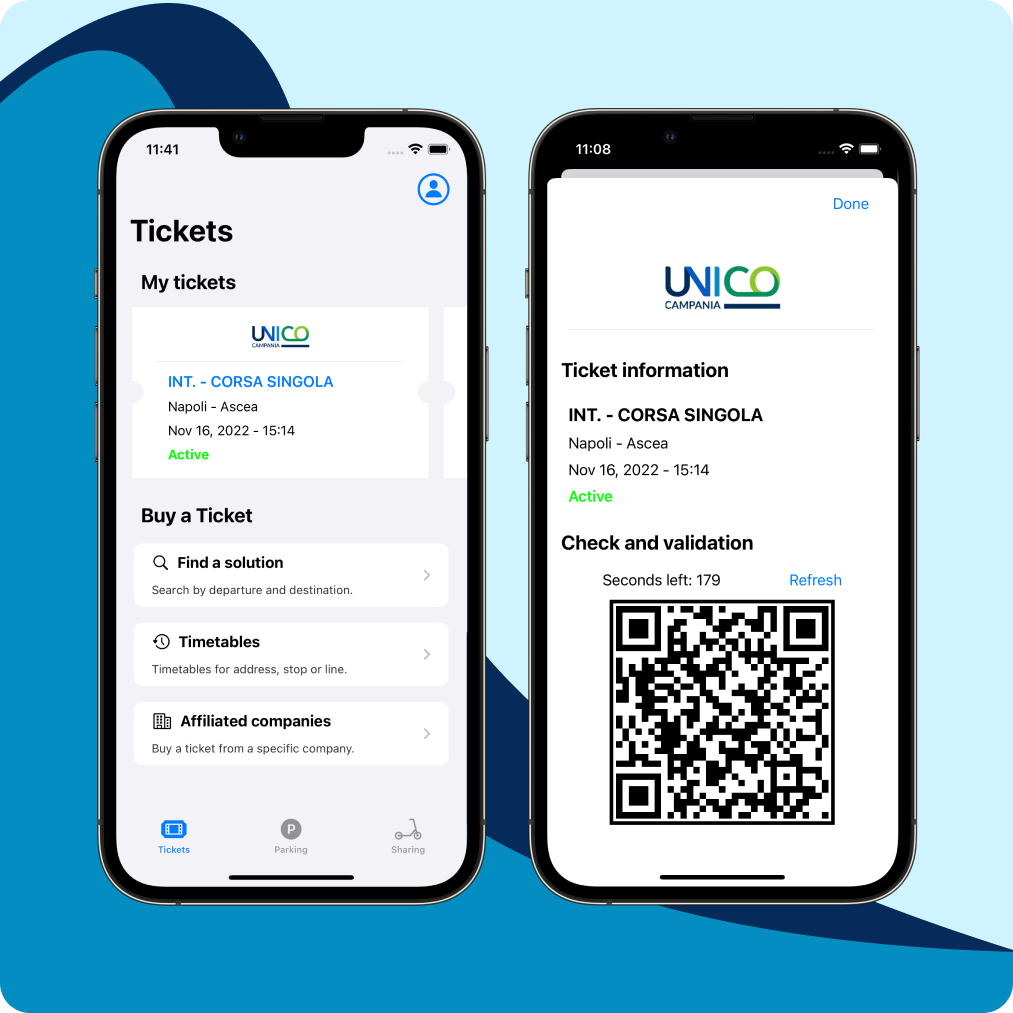 11:41
Tickets
My tickets
UNICO
CAMPANIA
INT. - CORSA SINGOLA
Napoli - Ascea
Nov 16, 2022 - 15:14
Active
Buy a Ticket
Find a solution
Search by departure and destination.
Timetables
Timetables for address, stop or line.
Affiliated companies
Buy a ticket from a specific company.
P
Tickets
Parking
Sharing
11:08
Done
UNICO
CAMPANIA
Ticket information
INT. - CORSA SINGOLA
Napoli - Ascea
Nov 16, 2022 - 15:14
Active
Check and validation
Seconds left: 179
Refresh